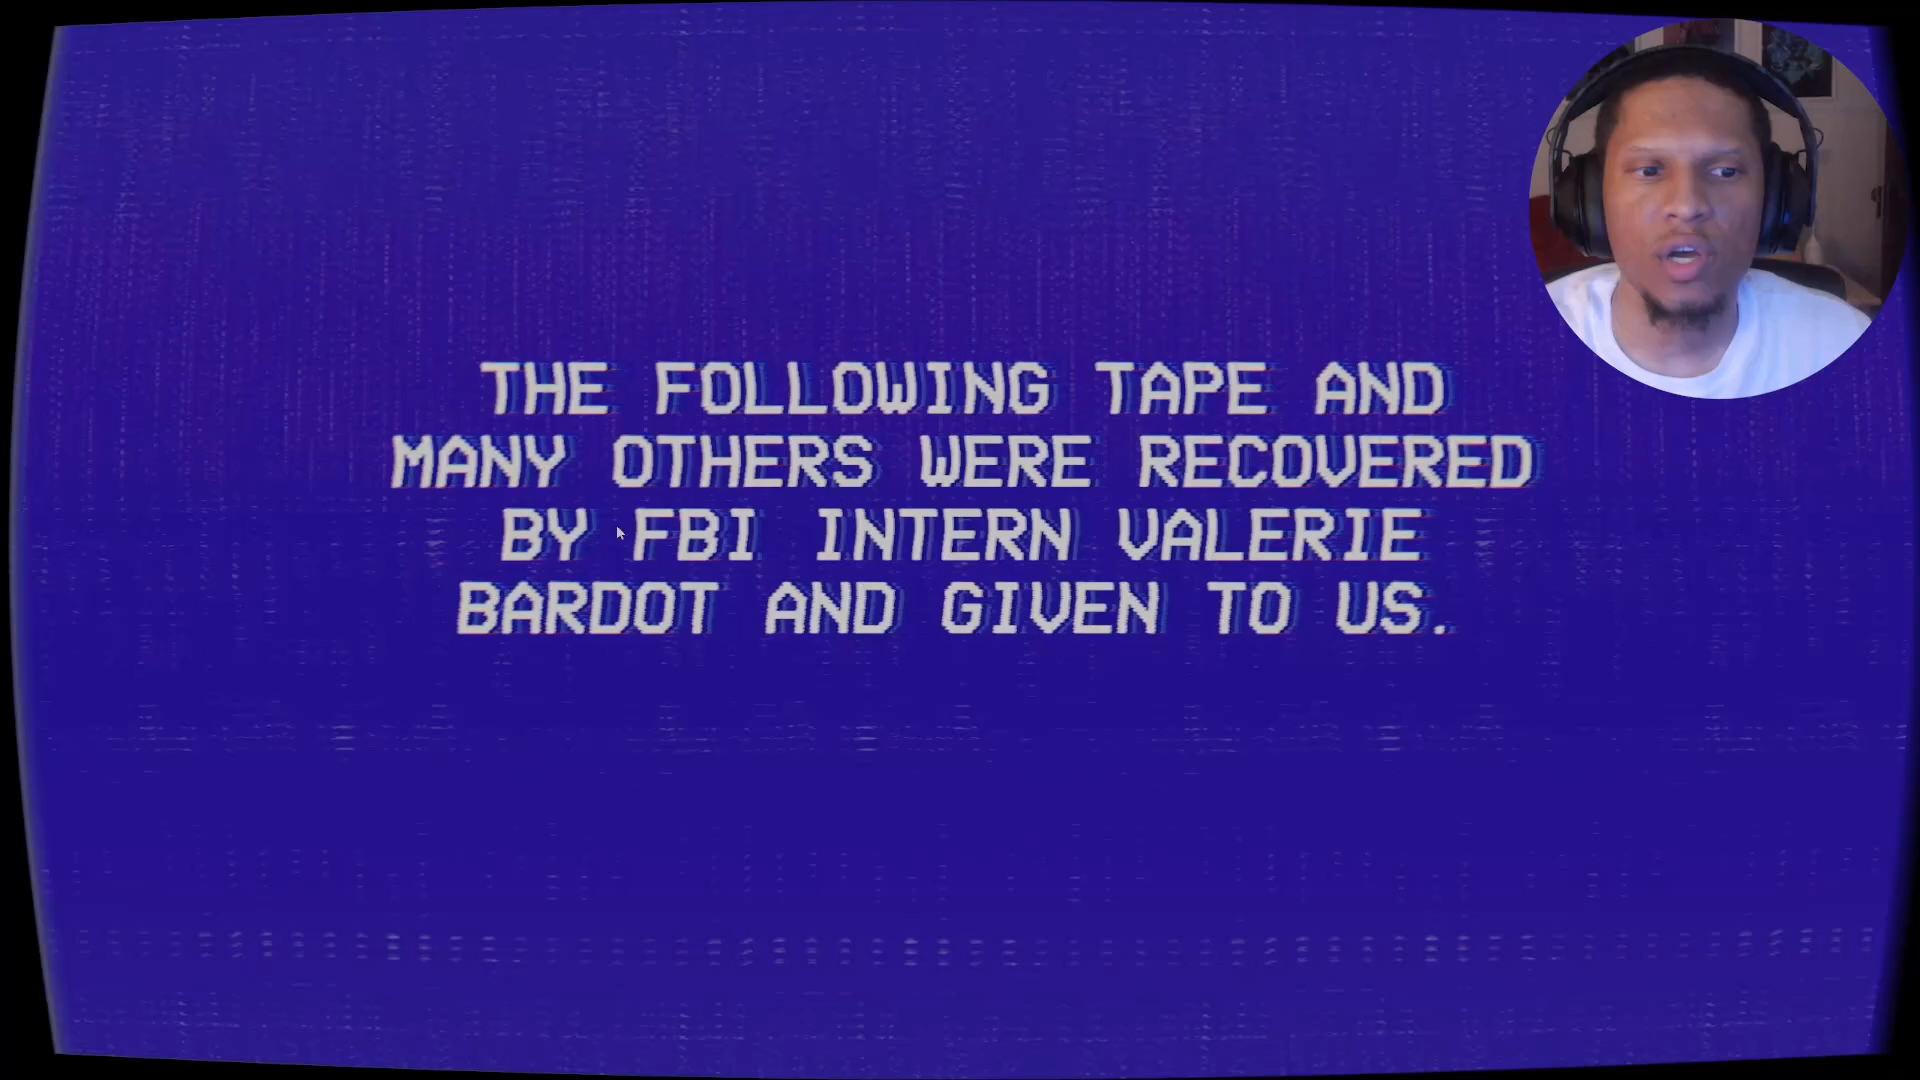 THE FOLLOWING TAPE AND
MANY OTHERS WERE RECOVERED
BY FBI INTERN VALERIE
BARDOT AND GIVEN TO US.